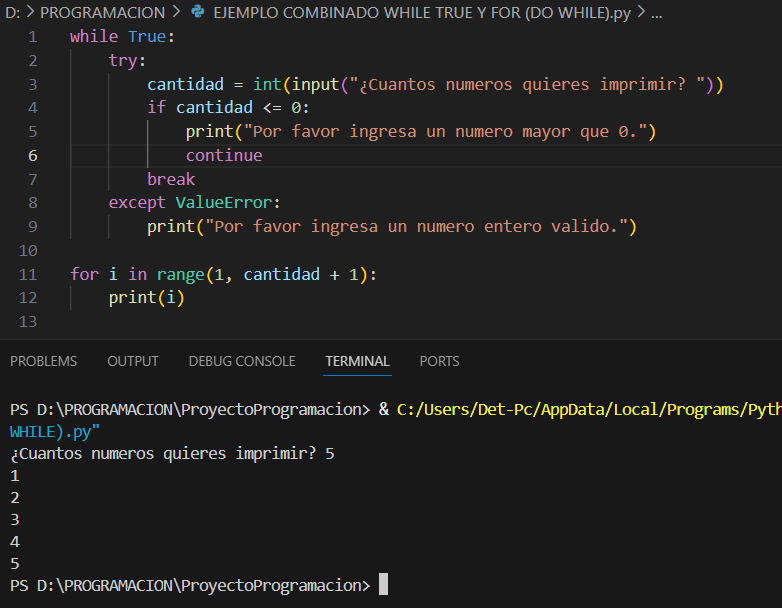 D: > PROGRAMACION > EJEMPLO COMBINADO WHILE TRUE Y FOR (DO WHILE).py > ...
1 while True:
2     try:
3         cantidad = int(input("¿Cuantos numeros quieres imprimir? "))
4         if cantidad <= 0:
5             print("Por favor ingresa un numero mayor que 0.")
6             continue
7         break
8     except ValueError:
9         print("Por favor ingresa un numero entero valido.")
10
11 for i in range(1, cantidad + 1):
12     print(i)
13
PROBLEMS OUTPUT DEBUG CONSOLE TERMINAL PORTS
PS D:\PROGRAMACION\ProyectoProgramacion> & C:/Users/Det-Pc/AppData/Local/Programs/Pyth
WHILE).py"
¿Cuantos numeros quieres imprimir? 5
1
2
3
4
5
PS D:\PROGRAMACION\ProyectoProgramacion>